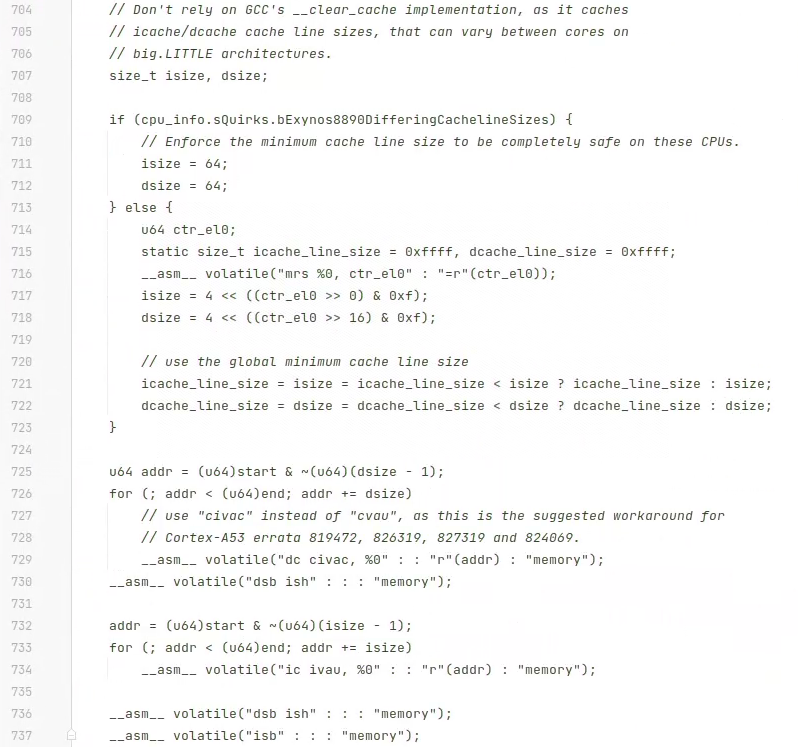 704 // Don't rely on GCC's __clear_cache implementation, as it caches
705 // icache/dcache cache line sizes, that can vary between cores on
706 // big.LITTLE architectures.
707 size_t isize, dsize;
708
709 if (cpu_info.sQuirks.bExynos8890DifferingCachelineSizes) {
710 // Enforce the minimum cache line size to be completely safe on these CPUs.
711 isize = 64;
712 dsize = 64;
713 } else {
714 u64 ctr_el0;
715 static size_t icache_line_size = 0xffff, dcache_line_size = 0xffff;
716 __asm__ volatile("mrs %0, ctr_el0" : "=r"(ctr_el0));
717 isize = 4 << ((ctr_el0 >> 0) & 0xf);
718 dsize = 4 << ((ctr_el0 >> 16) & 0xf);
719
720 // use the global minimum cache line size
721 icache_line_size = isize = icache_line_size < isize ? icache_line_size : isize;
722 dcache_line_size = dsize = dcache_line_size < dsize ? dcache_line_size : dsize;
723 }
724
725 u64 addr = (u64)start & ~(u64)(dsize - 1);
726 for (; addr < (u64)end; addr += dsize)
727 // use "civac" instead of "cvau", as this is the suggested workaround for
728 // Cortex-A53 errata 819472, 826319, 827319 and 824069.
729 __asm__ volatile("dc civac, %0" : : "r"(addr) : "memory");
730 __asm__ volatile("dsb ish" : : : "memory");
731
732 addr = (u64)start & ~(u64)(isize - 1);
733 for (; addr < (u64)end; addr += isize)
734 __asm__ volatile("ic ivau, %0" : : "r"(addr) : "memory");
735
736 __asm__ volatile("dsb ish" : : : "memory");
737 __asm__ volatile("isb" : : : "memory");